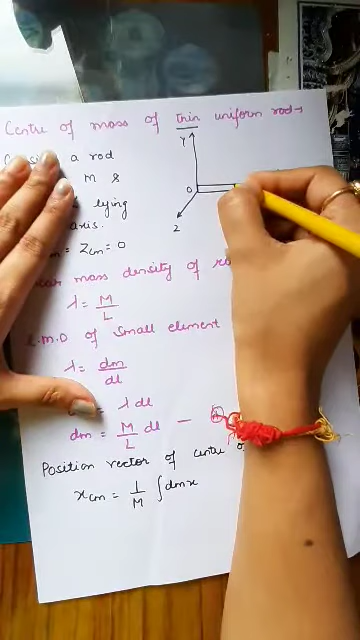 Centre of mass of thin uniform rod →
a rod
M &
lying
axis.
Zcm = 0
Y
O
Z
mass density of
λ = M/L
L.M.D of small element
λ = dm/dl
λ dl
dm = M/L dl —
Position vector of centre
xcm = 1/M ∫ dm x